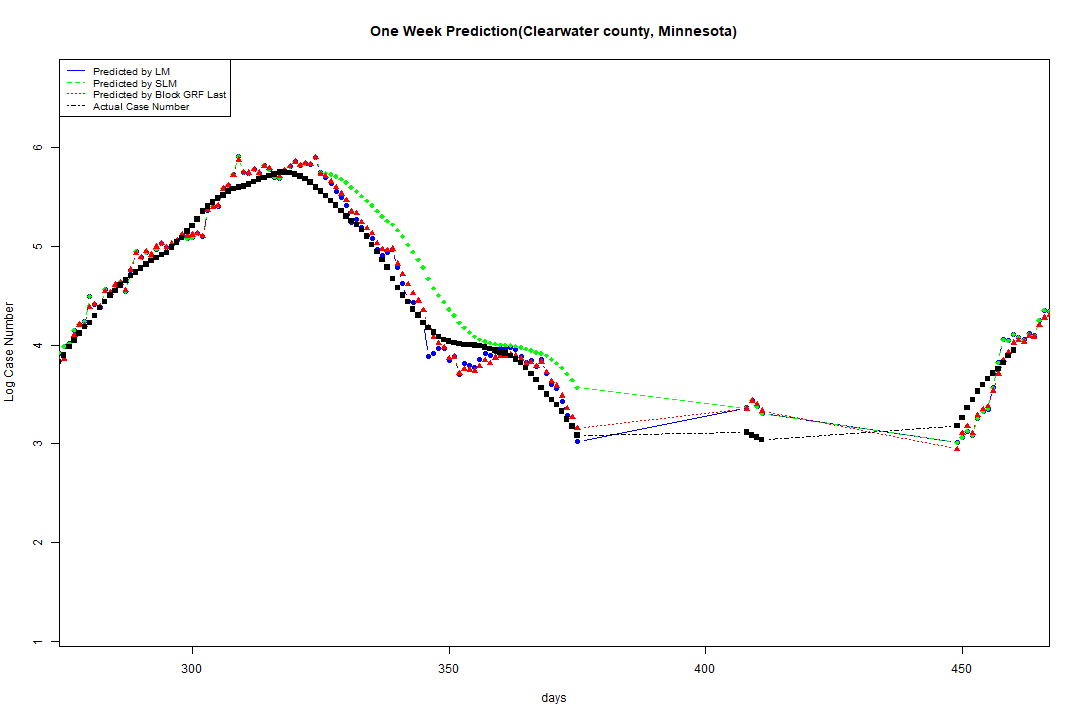 One Week Prediction(Clearwater county, Minnesota)
Predicted by LM
Predicted by SLM
Predicted by Block GRF Last
Actual Case Number
6
5
4
3
2
1
Log Case Number
300 350 400 450
days